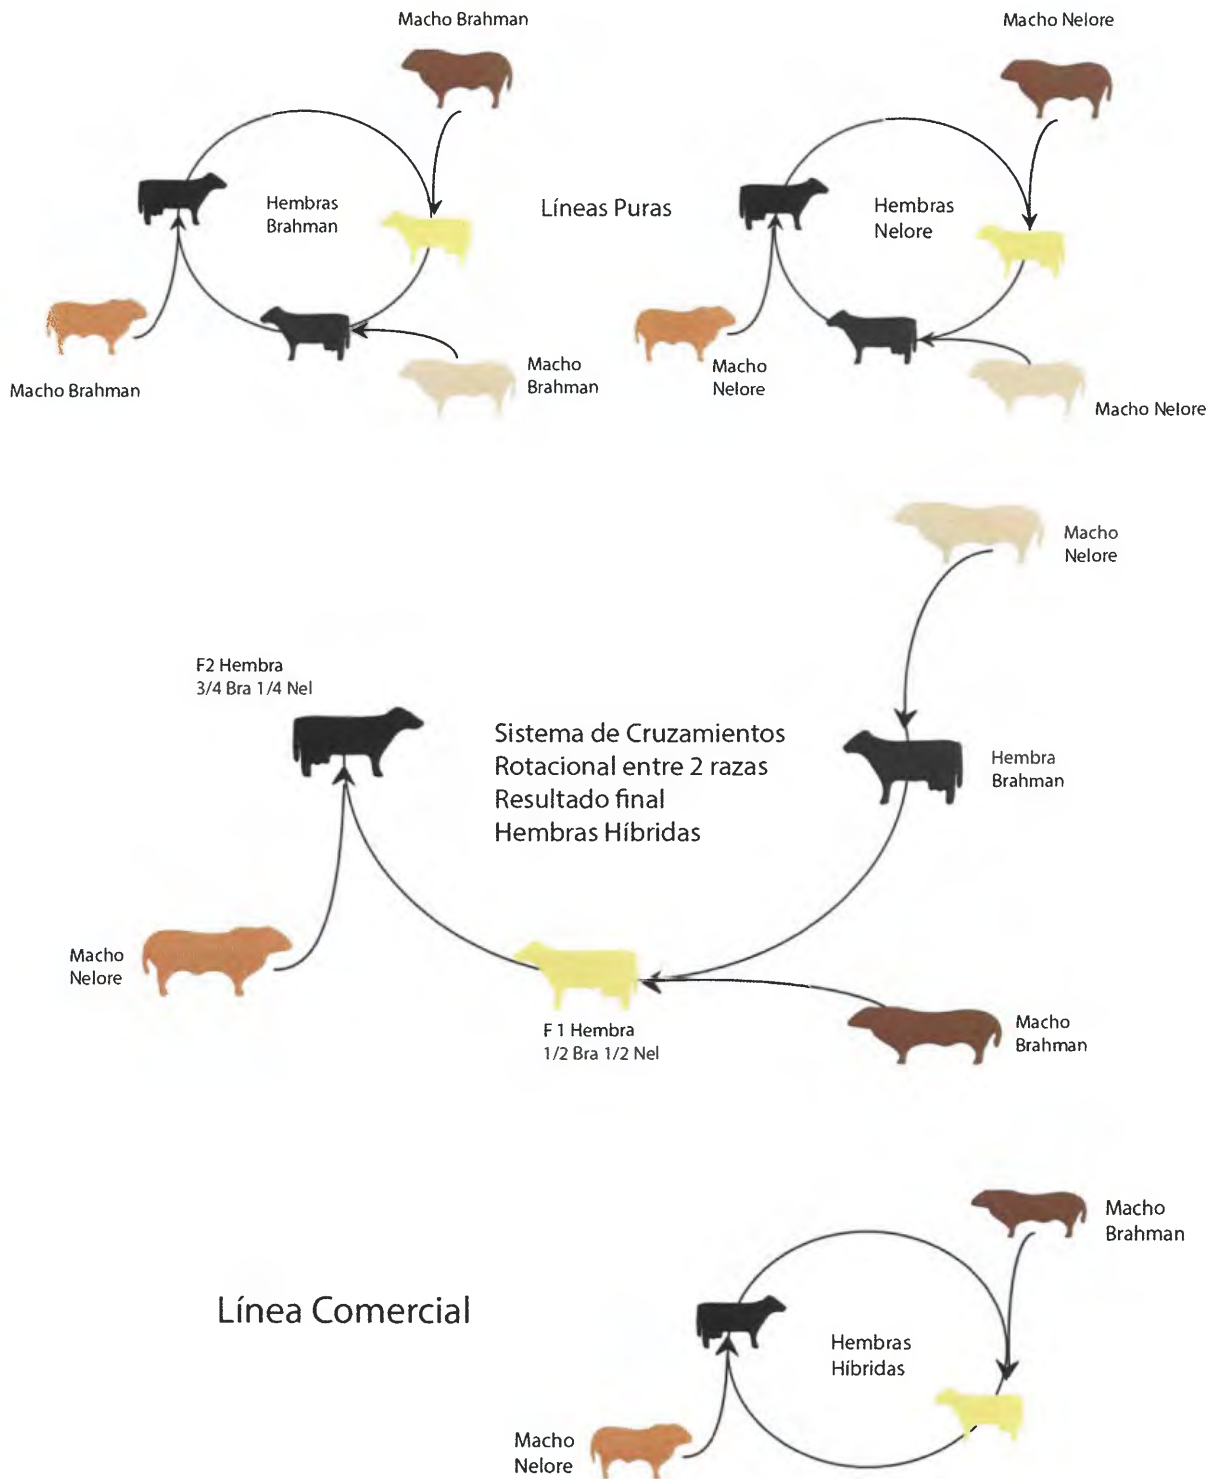 Macho Brahman
Macho Nelore
Hembras
Brahman
Líneas Puras
Hembras
Nelore
Macho Brahman
Macho
Brahman
Macho
Nelore
Macho Nelore
Macho
Nelore
F2 Hembra
3/4 Bra 1/4 Nel
Sistema de Cruzamientos
Rotacional entre 2 razas
Resultado final
Hembras Híbridas
Hembra
Brahman
Macho
Nelore
F 1 Hembra
1/2 Bra 1/2 Nel
Macho
Brahman
Macho
Brahman
Línea Comercial
Hembras
Híbridas
Macho
Nelore